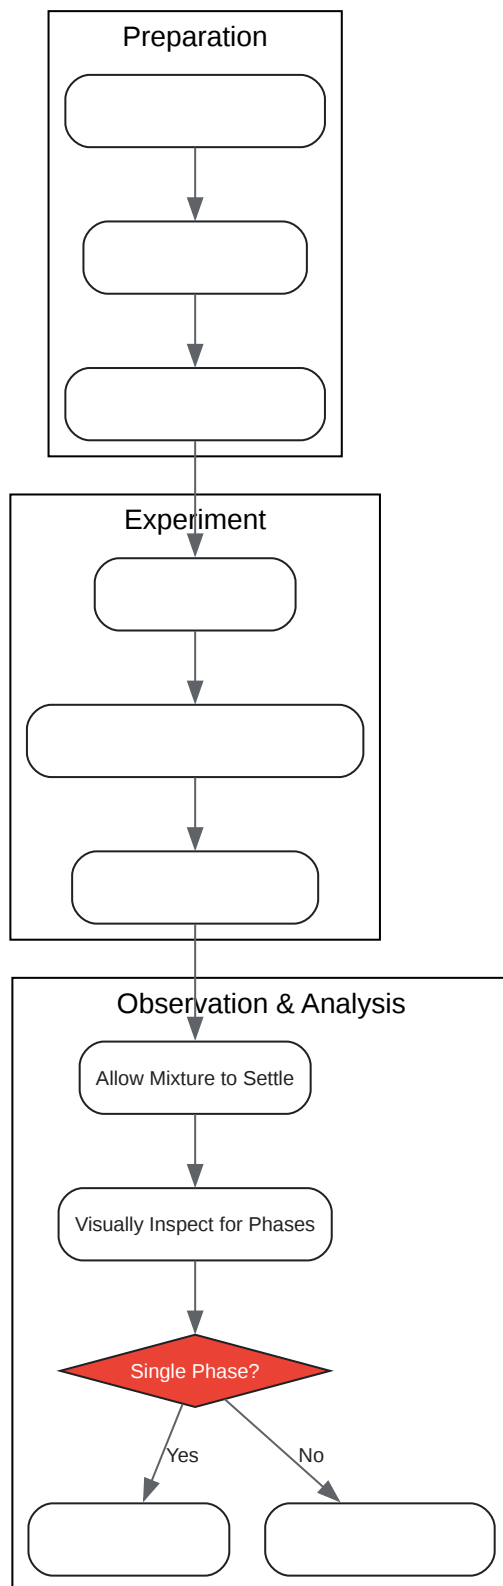 Preparation
Experiment
Observation & Analysis
Allow Mixture to Settle
Visually Inspect for Phases
Single Phase?
Yes
No